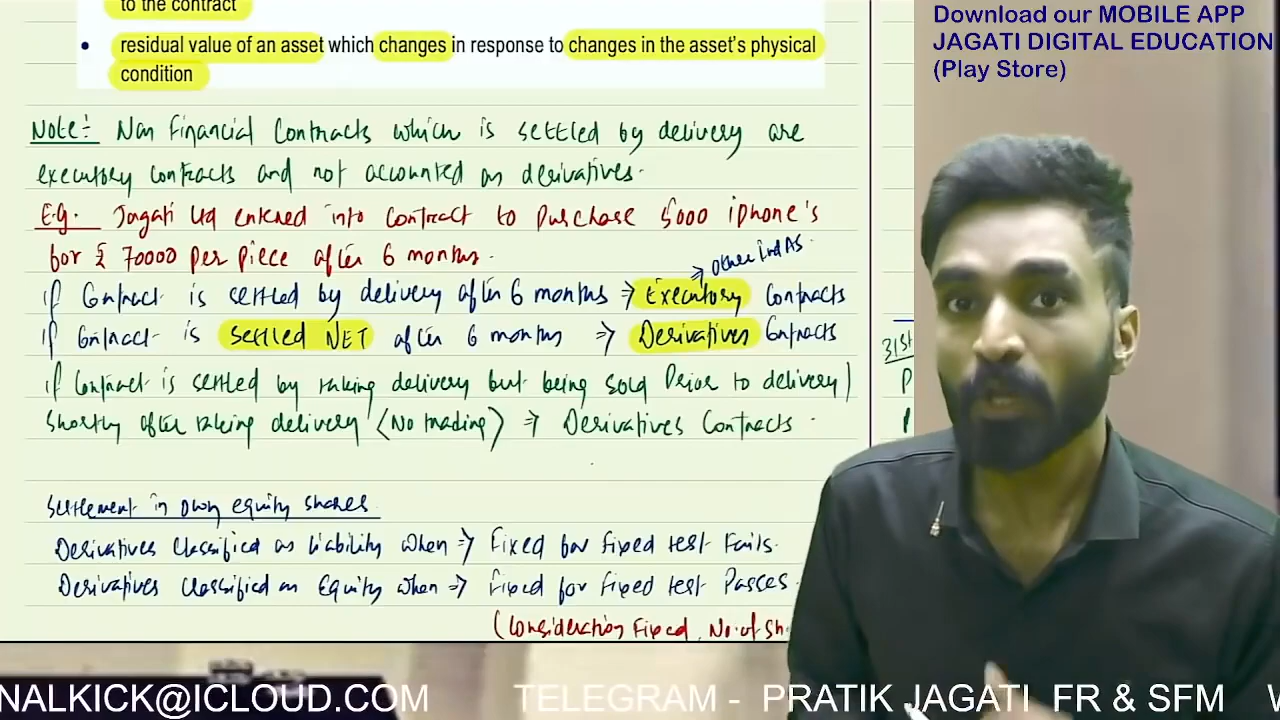 to the contract
• residual value of an asset which changes in response to changes in the asset's physical
condition
Download our MOBILE APP
JAGATI DIGITAL EDUCATION
(Play Store)
Note:- Non Financial Contracts which is settled by delivery are
executory contracts and not accounted as derivatives.
E.g. Jagati Ltd entered into contract to purchase 5000 iphone's
for ₹ 70000 per piece after 6 months.
⇒ other Ind AS.
if Contract is settled by delivery after 6 months ⇒ Executory Contracts
if Contract is settled NET after 6 months ⇒ Derivatives Contracts
if Contract is settled by taking delivery but being sold prior to delivery/
shortly after taking delivery (No trading) ⇒ Derivatives Contracts.
31st
P
P
Settlement in own equity shares
Derivatives classified as liability when ⇒ Fixed for fixed test Fails.
Derivatives classified as Equity when ⇒ Fixed for fixed test Passes.
(Consideration Fixed, No. of Sh
NALKICK@ICLOUD.COM TELEGRAM - PRATIK JAGATI FR & SFM W